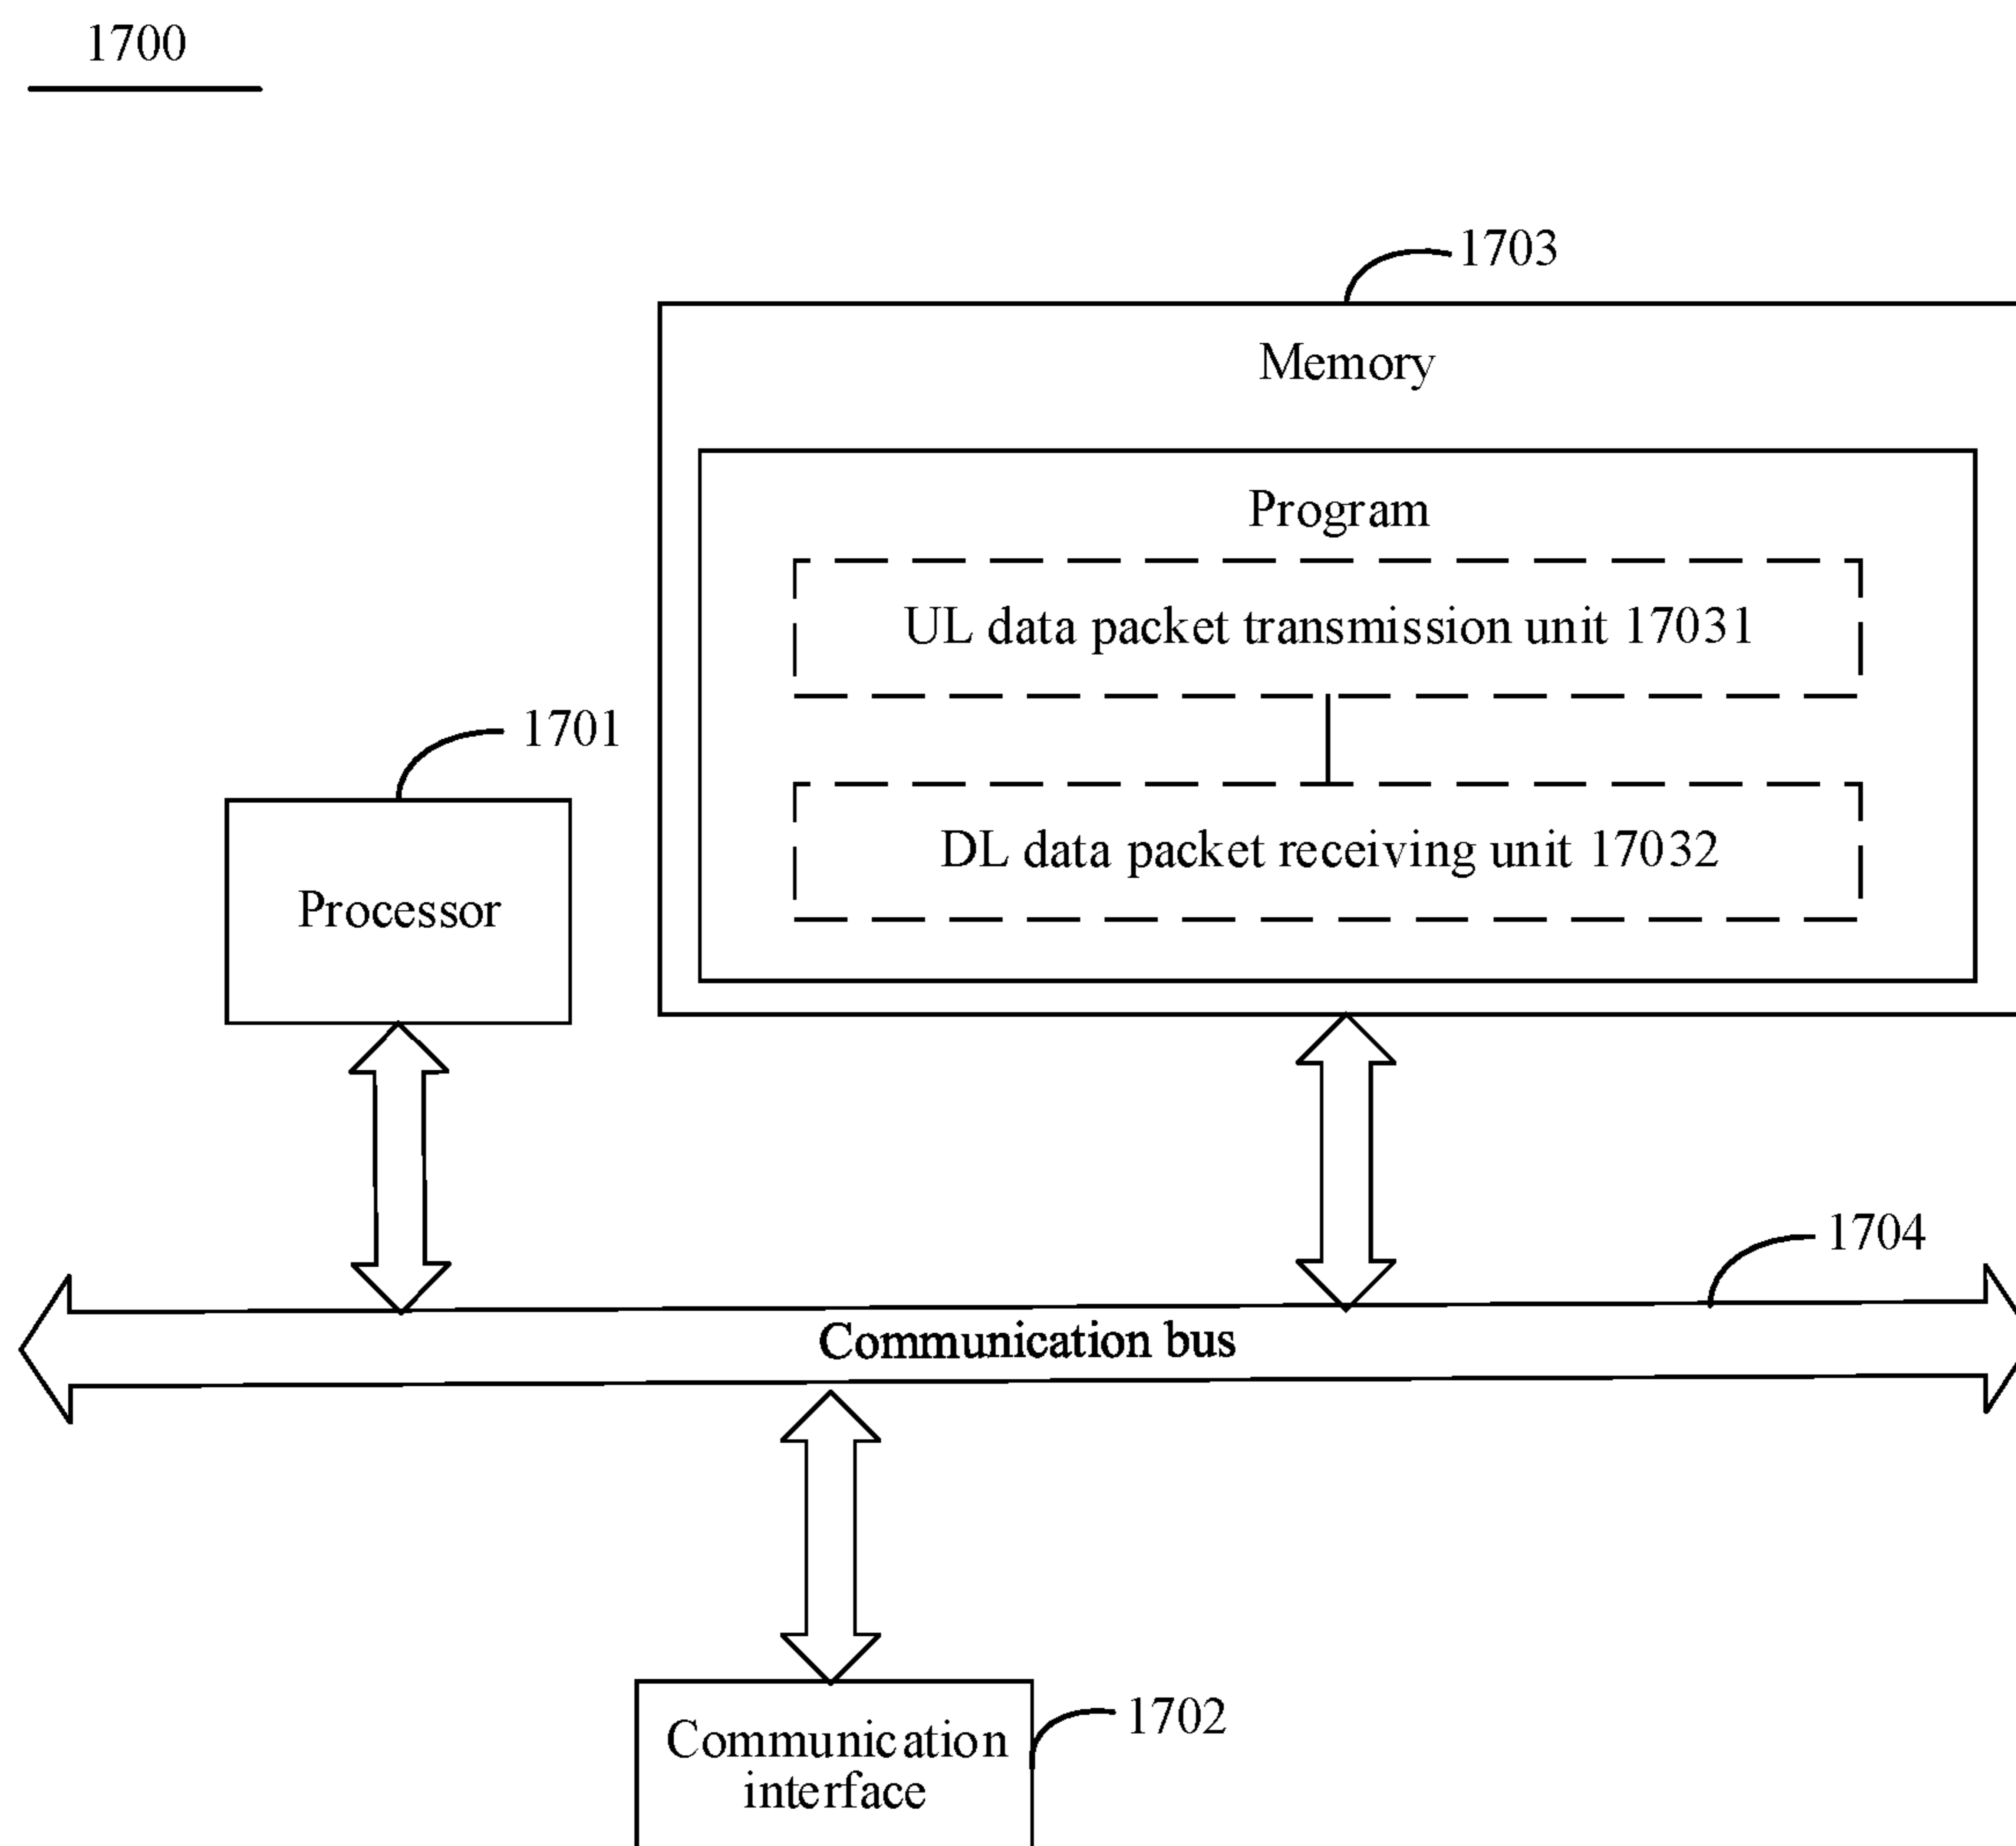 1700
1703
Memory
Program
UL data packet transmission unit 17031
1701
DL data packet receiving unit 17032
Processor
1704
Communication bus
1702
Communication
interface